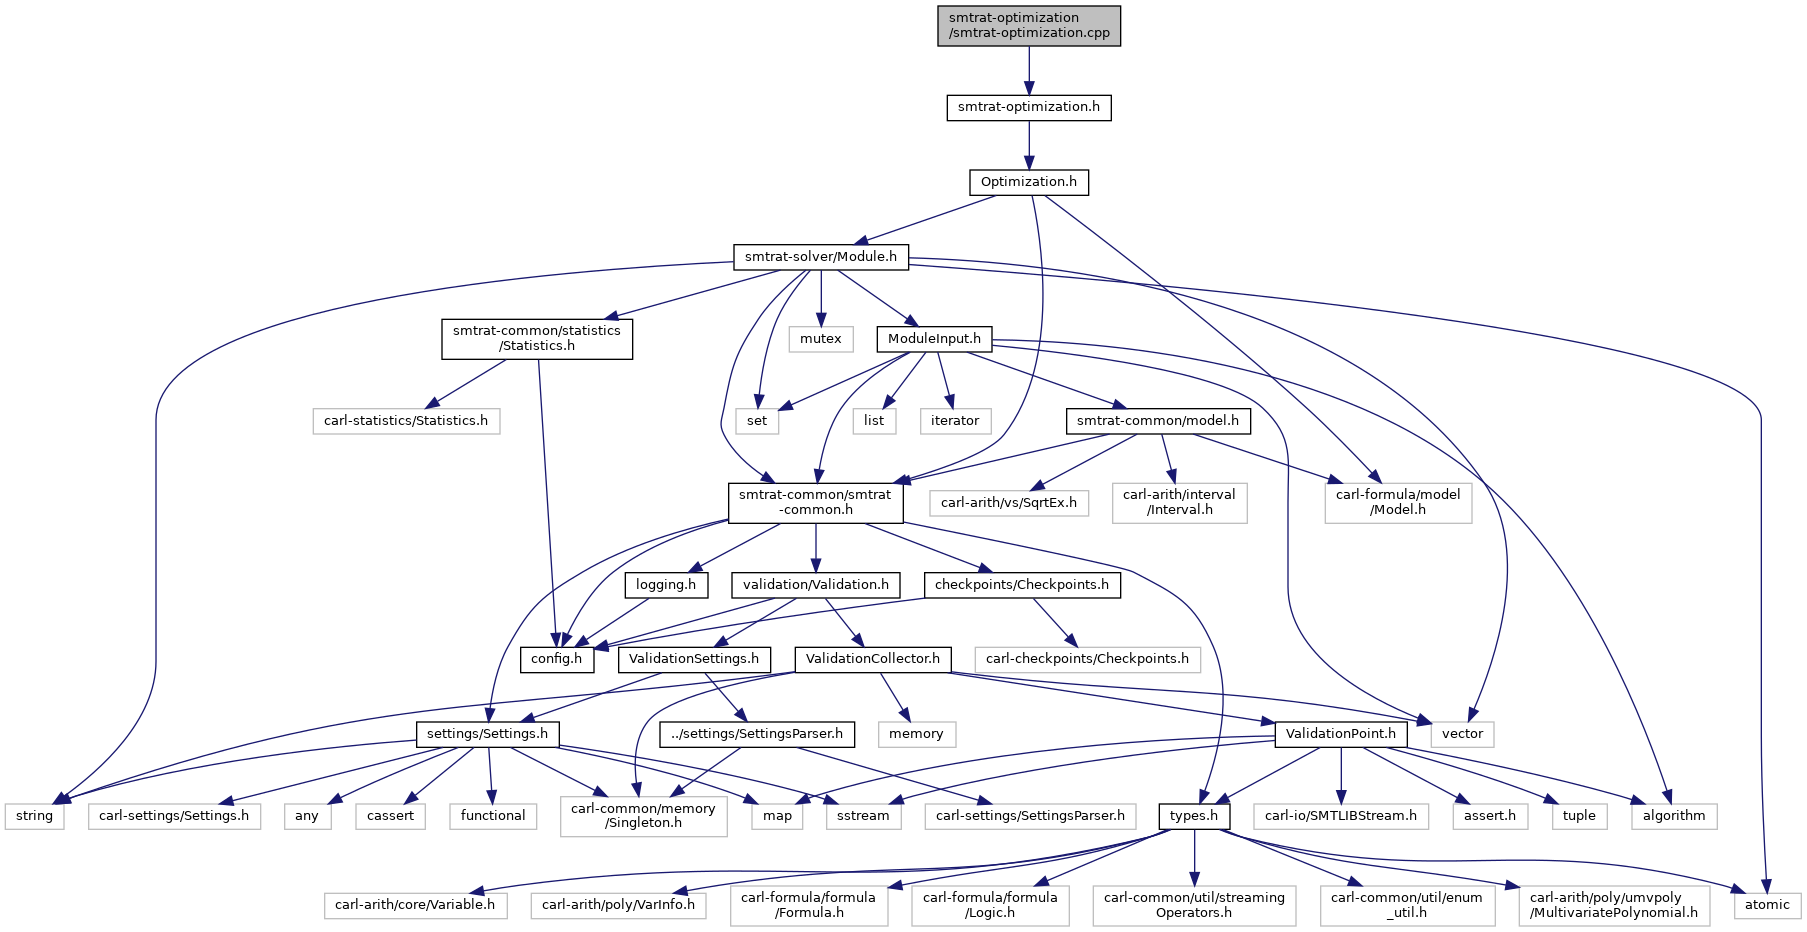 smtrat-optimization
/smtrat-optimization.cpp
smtrat-optimization.h
Optimization.h
smtrat-solver/Module.h
smtrat-common/statistics
/Statistics.h
mutex
ModuleInput.h
carl-statistics/Statistics.h
set
list
iterator
smtrat-common/model.h
smtrat-common/smtrat
-common.h
carl-arith/vs/SqrtEx.h
carl-arith/interval
/Interval.h
carl-formula/model
/Model.h
logging.h
validation/Validation.h
checkpoints/Checkpoints.h
config.h
ValidationSettings.h
ValidationCollector.h
carl-checkpoints/Checkpoints.h
settings/Settings.h
../settings/SettingsParser.h
memory
ValidationPoint.h
vector
string
carl-settings/Settings.h
any
cassert
functional
carl-common/memory
/Singleton.h
map
sstream
carl-settings/SettingsParser.h
types.h
carl-io/SMTLIBStream.h
assert.h
tuple
algorithm
carl-arith/core/Variable.h
carl-arith/poly/VarInfo.h
carl-formula/formula
/Formula.h
carl-formula/formula
/Logic.h
carl-common/util/streaming
Operators.h
carl-common/util/enum
_util.h
carl-arith/poly/umvpoly
/MultivariatePolynomial.h
atomic